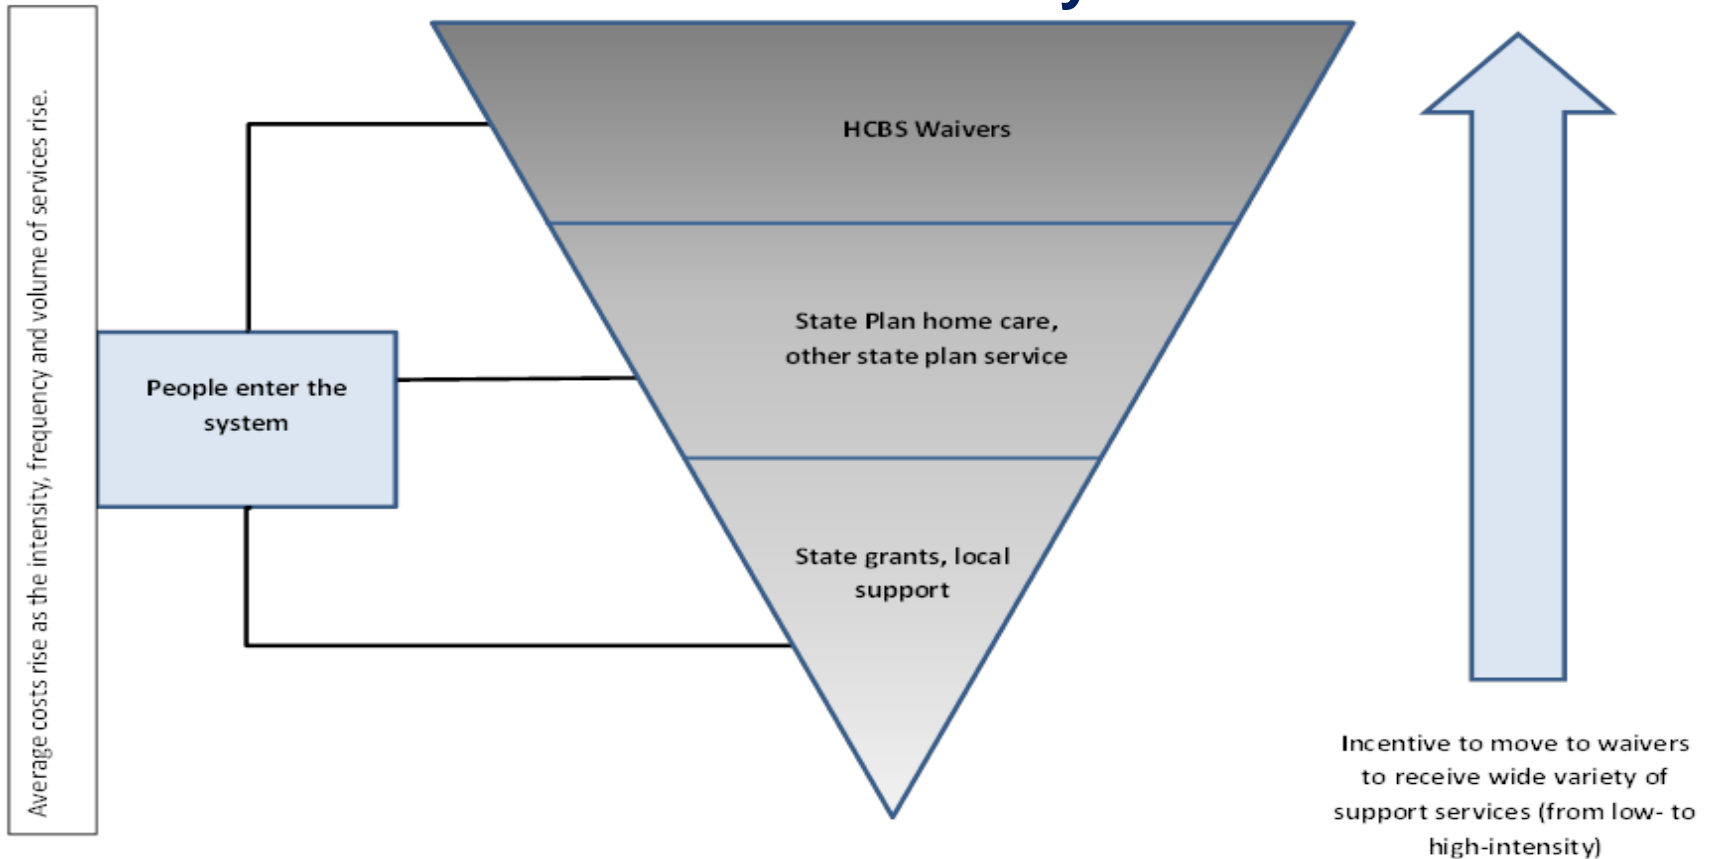 Average costs rise as the intensity, frequency and volume of services rise.
HCBS Waivers
State Plan home care,
other state plan service
People enter the
system
State grants, local
support
Incentive to move to waivers
to receive wide variety of
support services (from low- to
high-intensity)